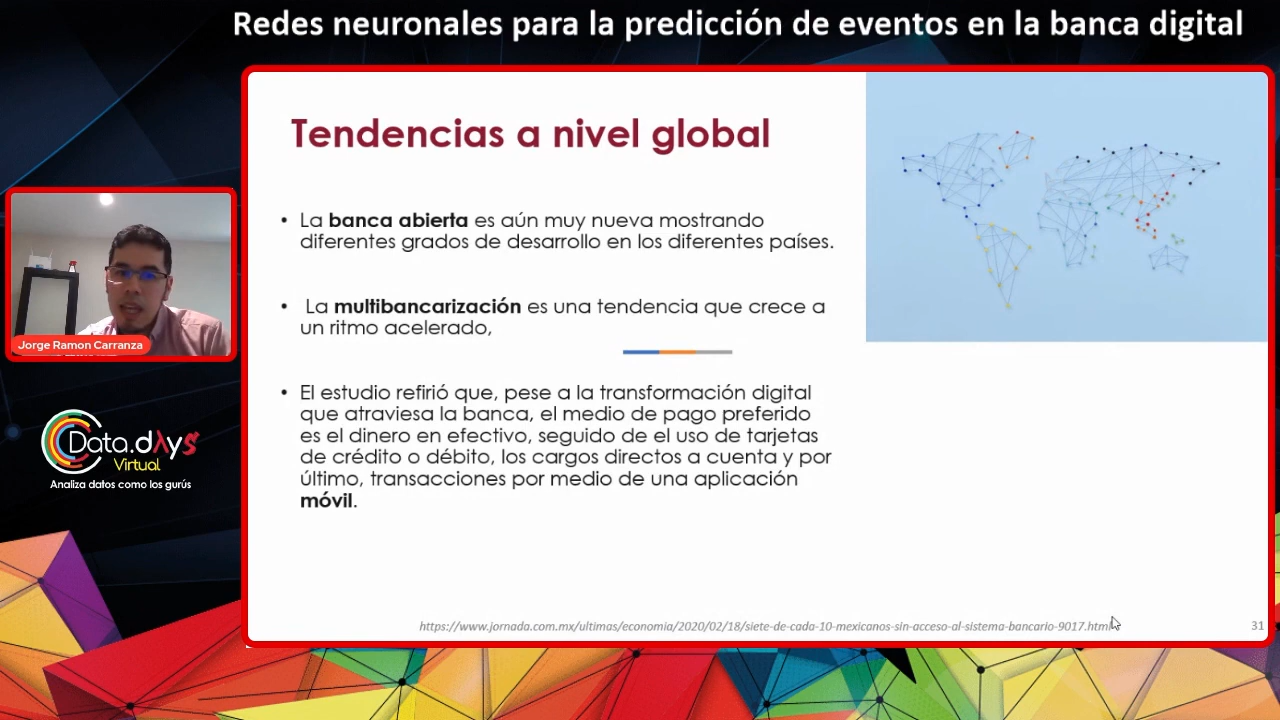 Redes neuronales para la predicción de eventos en la banca digital
Tendencias a nivel global
• La banca abierta es aún muy nueva mostrando
diferentes grados de desarrollo en los diferentes países.
• La multibancarización es una tendencia que crece a
un ritmo acelerado,
• El estudio refirió que, pese a la transformación digital
que atraviesa la banca, el medio de pago preferido
es el dinero en efectivo, seguido de el uso de tarjetas
de crédito o débito, los cargos directos a cuenta y por
último, transacciones por medio de una aplicación
móvil.
https://www.jornada.com.mx/ultimas/economia/2020/02/18/siete-de-cada-10-mexicanos-sin-acceso-al-sistema-bancario-9017.html
31
Jorge Ramon Carranza
Data.dAys
Virtual
Analiza datos como los gurús